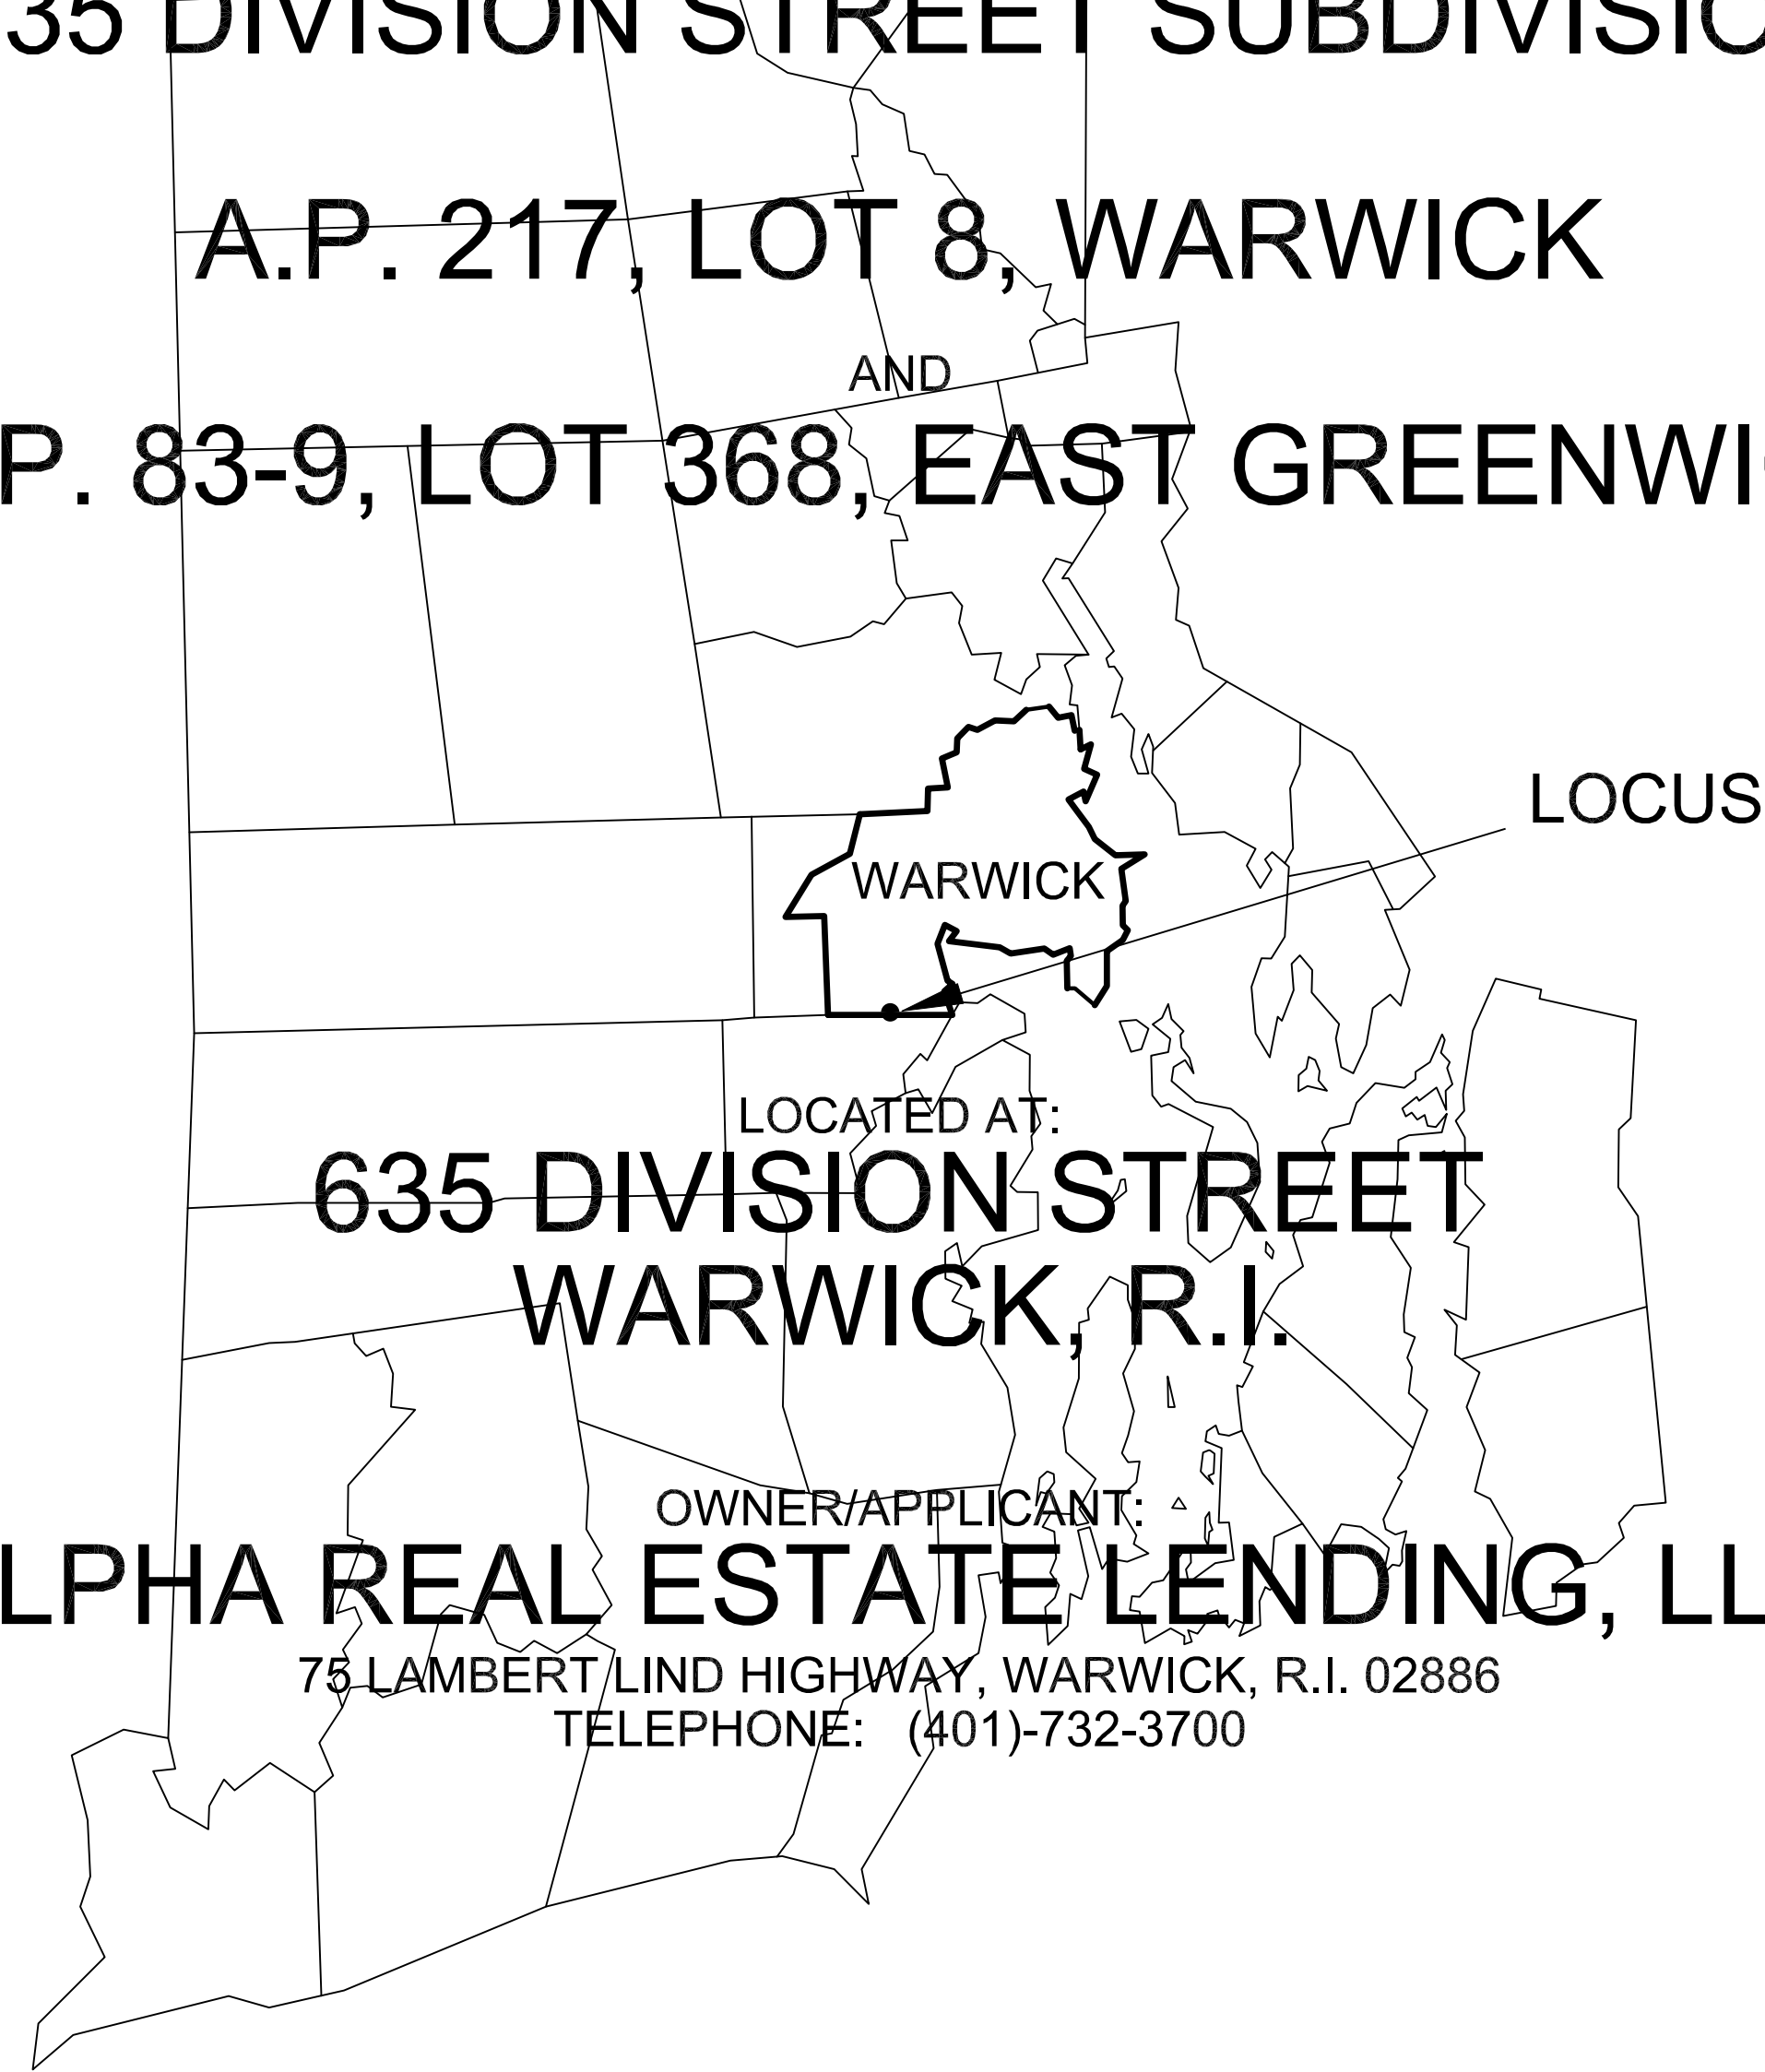 35 DIVISION STREET SUBDIVISIO
A.P. 217, LOT 8, WARWICK
AND
P. 83-9, LOT 368, EAST GREENWI
LOCUS
WARWICK
LOCATED AT:
635 DIVISION STREET
WARWICK, R.I.
OWNER/APPLICANT:
LPHA REAL ESTATE LENDING, LL
75 LAMBERT LIND HIGHWAY, WARWICK, R.I. 02886
TELEPHONE: (401)-732-3700